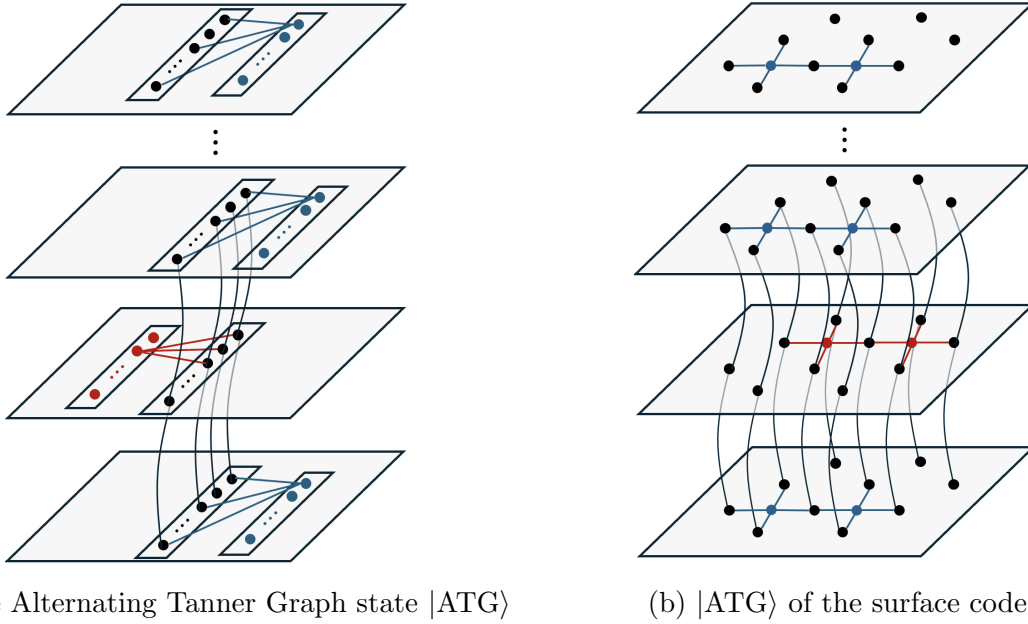 Alternating Tanner Graph state |ATG⟩
(b) |ATG⟩ of the surface code